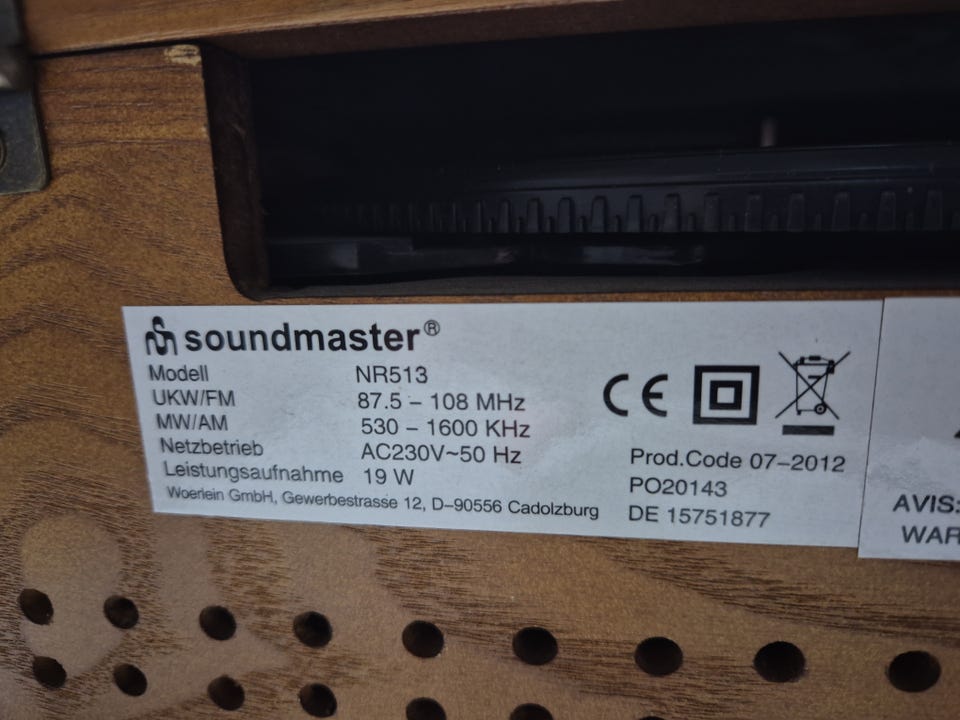 soundmaster®
Modell NR513
UKW/FM 87.5 – 108 MHz
MW/AM 530 – 1600 KHz
Netzbetrieb AC230V~50 Hz
Leistungsaufnahme 19 W
Woerlein GmbH, Gewerbestrasse 12, D–90556 Cadolzburg
CE
Prod.Code 07–2012
PO20143
DE 15751877
AVIS:
WAR